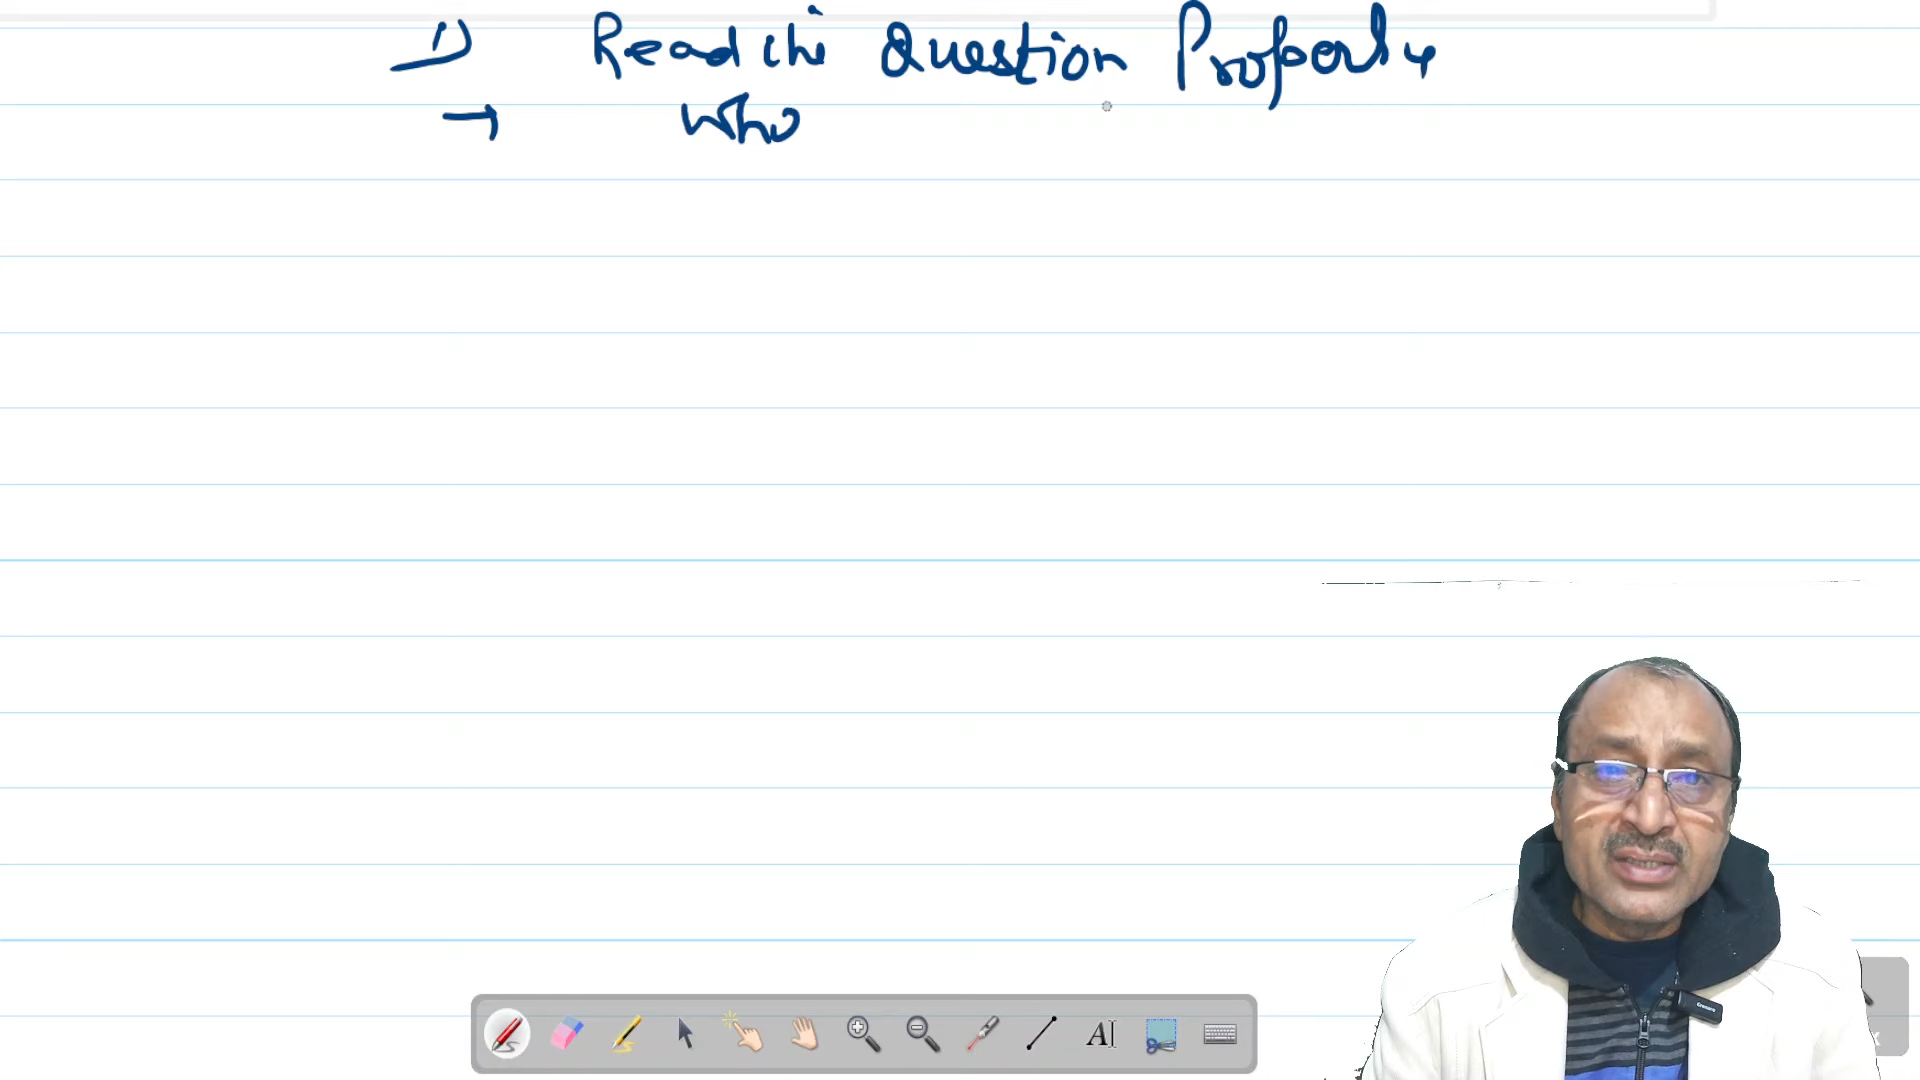 1) Read the Question Properly
→ who